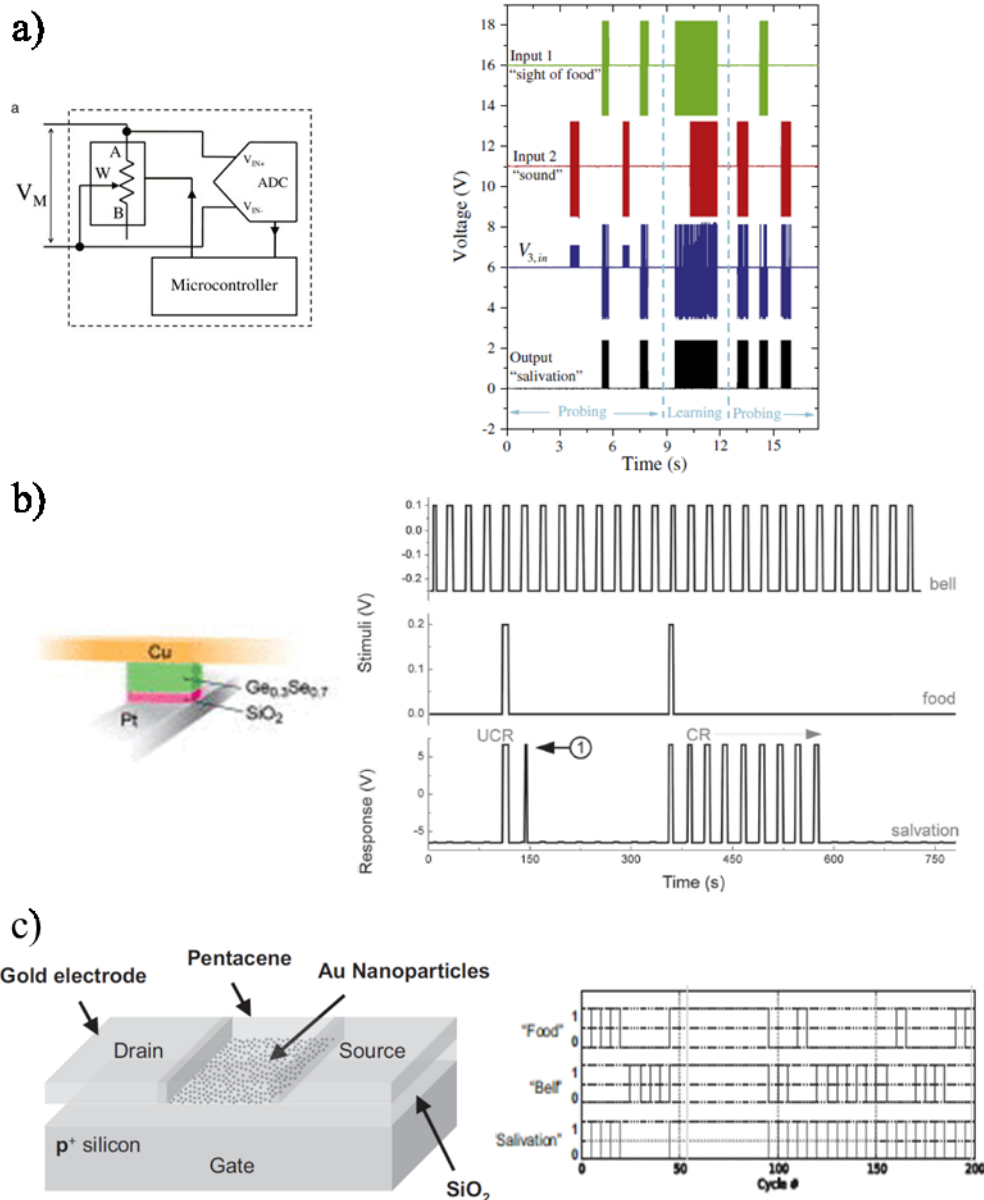 a)
a
A
W
B
V_M
V_IN+
ADC
V_IN-
Microcontroller
Voltage (V)
18
16
14
12
10
8
6
4
2
0
-2
Input 1
"sight of food"
Input 2
"sound"
V_3,in
Output
"salivation"
Probing
Learning
Probing
0
3
6
9
12
15
Time (s)
b)
Cu
Ge0.3Se0.7
SiO2
Pt
Stimuli (V)
0.1
0.0
-0.1
-0.2
bell
0.2
0.1
0.0
food
Response (V)
5
0
-5
UCR
1
CR
salvation
0
150
300
450
600
750
Time (s)
c)
Gold electrode
Pentacene
Au Nanoparticles
Drain
Source
p+ silicon
Gate
SiO2
"Food"
1
0
"Bell"
1
0
'Salivation"
1
0
0
50
100
150
200
Cycle #